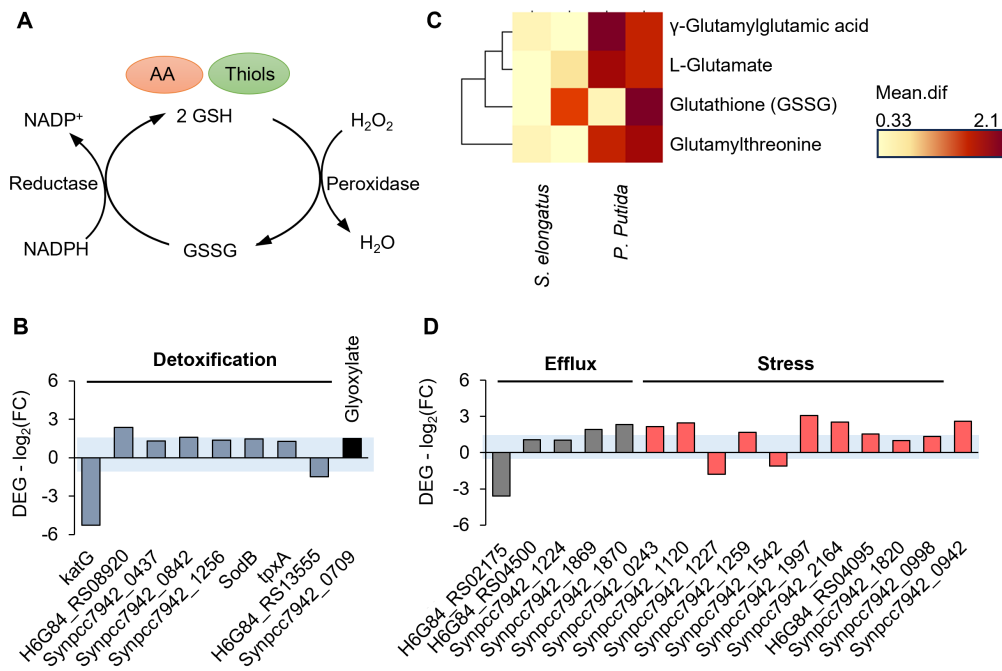 A
AA
Thiols
NADP+
2 GSH
H2O2
Reductase
Peroxidase
NADPH
GSSG
H2O
C
γ-Glutamylglutamic acid
L-Glutamate
Glutathione (GSSG)
Glutamylthreonine
Mean.dif
0.33 2.1
S. elongatus
P. Putida
B
Detoxification
Glyoxylate
DEG - log2(FC)
6
3
0
-3
-6
katG
H6G84_RS08920
Synpcc7942_0437
Synpcc7942_0842
Synpcc7942_1256
SodB
tpxA
H6G84_RS13555
Synpcc7942_0709
D
Efflux
Stress
DEG - log2(FC)
6
3
0
-3
-6
H6G84_RS02175
H6G84_RS04500
Synpcc7942_1224
Synpcc7942_1869
Synpcc7942_1870
Synpcc7942_0243
Synpcc7942_1120
Synpcc7942_1227
Synpcc7942_1259
Synpcc7942_1542
Synpcc7942_1997
Synpcc7942_2164
H6G84_RS04095
Synpcc7942_1820
Synpcc7942_0998
Synpcc7942_0942